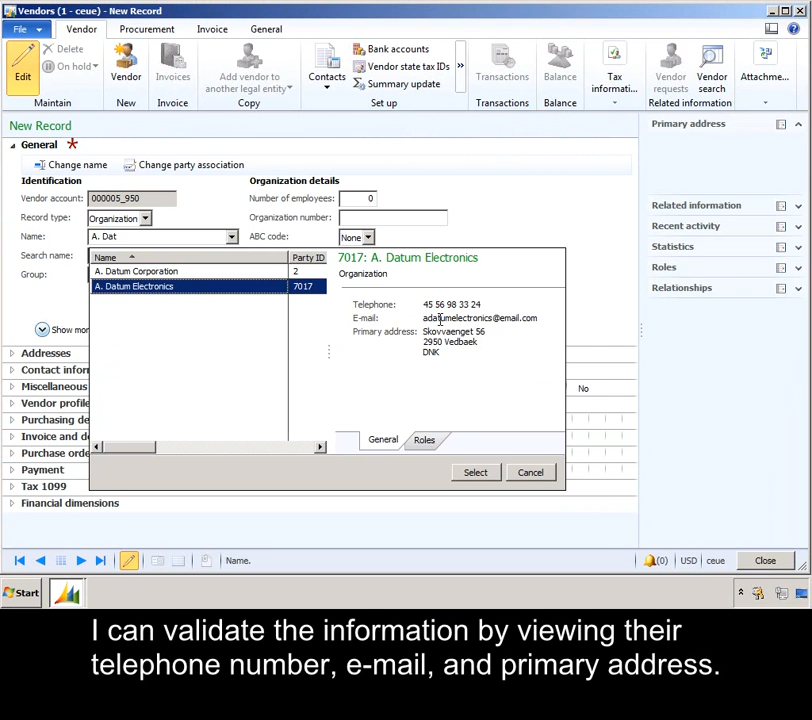 Vendors (1 - ceue) - New Record
File Vendor Procurement Invoice General
Edit
Delete
On hold
Maintain
Vendor
New
Invoices
Invoice
Add vendor to
another legal entity
Copy
Contacts
Bank accounts
Vendor state tax IDs
Summary update
Set up
Transactions
Transactions
Balance
Balance
Tax
informati...
Vendor
requests
Vendor
search
Related information
Attachme...
New Record
General *
Change name Change party association
Identification
Vendor account: 000005_950
Record type: Organization
Name: A. Dat
Search name:
Group:
Show mor
Organization details
Number of employees: 0
Organization number:
ABC code: None
Name Party ID
A. Datum Corporation 2
A. Datum Electronics 7017
7017: A. Datum Electronics
Organization
Telephone: 45 56 98 33 24
E-mail: adatumelectronics@email.com
Primary address: Skovvaenget 56
2950 Vedbaek
DNK
General Roles
Select Cancel
No
Addresses
Contact inform
Miscellaneous
Vendor profile
Purchasing de
Invoice and d
Purchase orde
Payment
Tax 1099
Financial dimensions
Primary address
Related information
Recent activity
Statistics
Roles
Relationships
Name. (0) USD ceue Close
Start
I can validate the information by viewing their
telephone number, e-mail, and primary address.